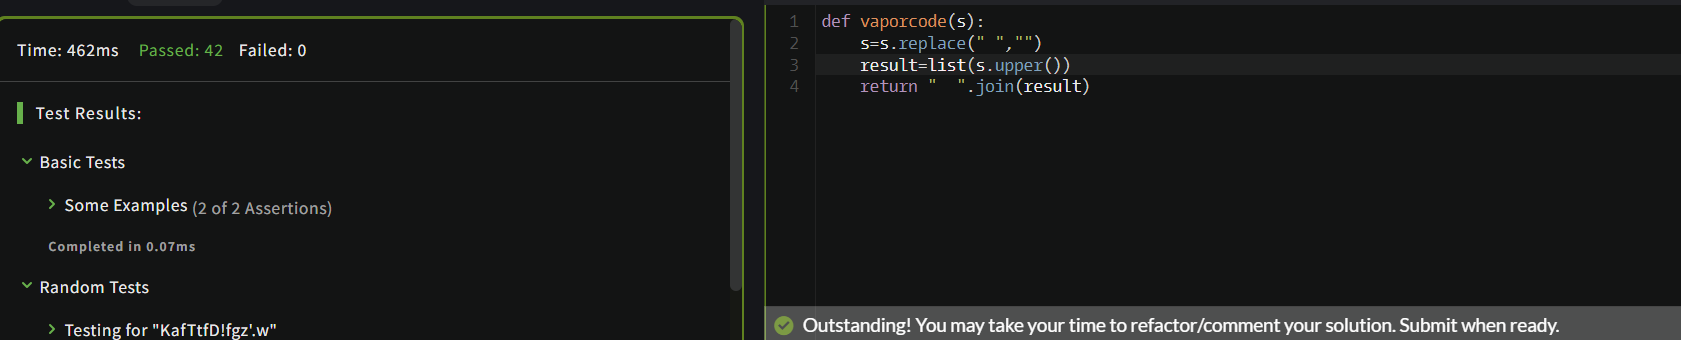 Time: 462ms Passed: 42 Failed: 0
Test Results:
Basic Tests
Some Examples (2 of 2 Assertions)
Completed in 0.07ms
Random Tests
Testing for "KafTtfD!fgz'.w"
1 def vaporcode(s):
2     s=s.replace(" ","")
3     result=list(s.upper())
4     return "  ".join(result)
Outstanding! You may take your time to refactor/comment your solution. Submit when ready.